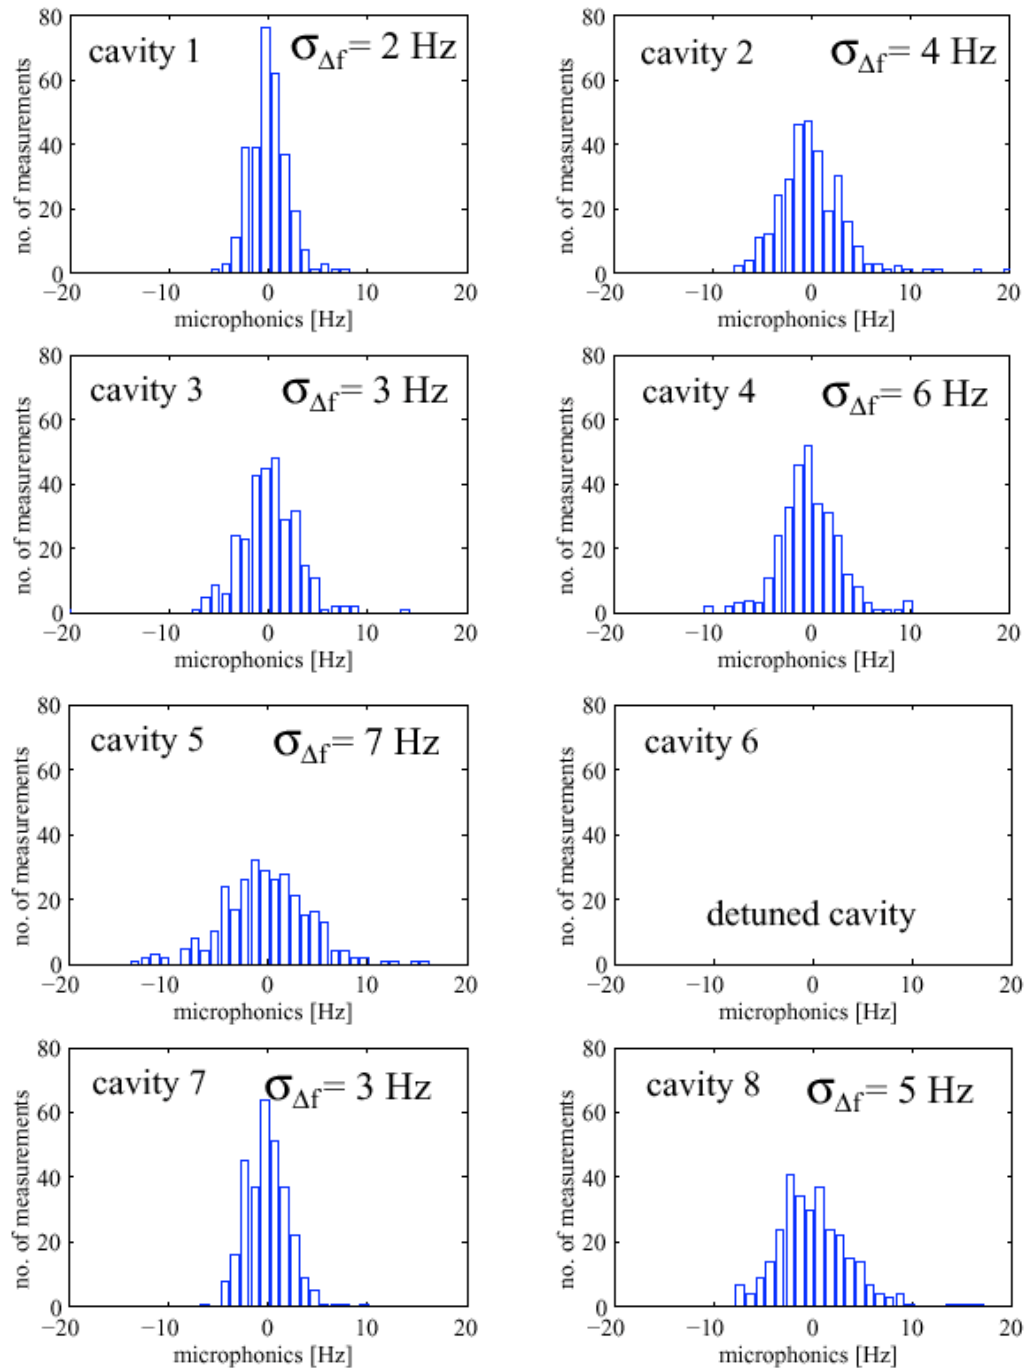 cavity 1 σΔf= 2 Hz
no. of measurements
80
60
40
20
0
−20 −10 0 10 20
microphonics [Hz]
cavity 2 σΔf= 4 Hz
no. of measurements
80
60
40
20
0
−20 −10 0 10 20
microphonics [Hz]
cavity 3 σΔf= 3 Hz
no. of measurements
80
60
40
20
0
−20 −10 0 10 20
microphonics [Hz]
cavity 4 σΔf= 6 Hz
no. of measurements
80
60
40
20
0
−20 −10 0 10 20
microphonics [Hz]
cavity 5 σΔf= 7 Hz
no. of measurements
80
60
40
20
0
−20 −10 0 10 20
microphonics [Hz]
cavity 6
detuned cavity
no. of measurements
80
60
40
20
0
−20 −10 0 10 20
microphonics [Hz]
cavity 7 σΔf= 3 Hz
no. of measurements
80
60
40
20
0
−20 −10 0 10 20
microphonics [Hz]
cavity 8 σΔf= 5 Hz
no. of measurements
80
60
40
20
0
−20 −10 0 10 20
microphonics [Hz]